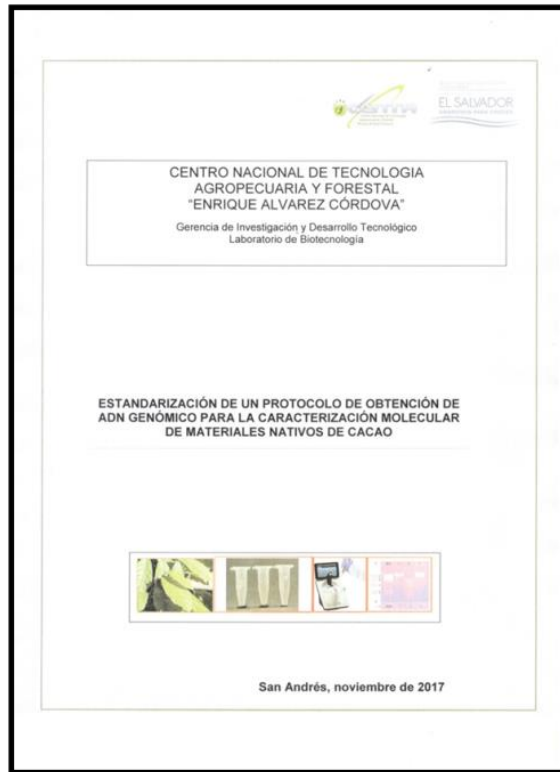 EL SALVADOR
CENTRO NACIONAL DE TECNOLOGIA
AGROPECUARIA Y FORESTAL
“ENRIQUE ALVAREZ CÓRDOVA”
Gerencia de Investigación y Desarrollo Tecnológico
Laboratorio de Biotecnología
ESTANDARIZACIÓN DE UN PROTOCOLO DE OBTENCIÓN DE
ADN GENÓMICO PARA LA CARACTERIZACIÓN MOLECULAR
DE MATERIALES NATIVOS DE CACAO
San Andrés, noviembre de 2017